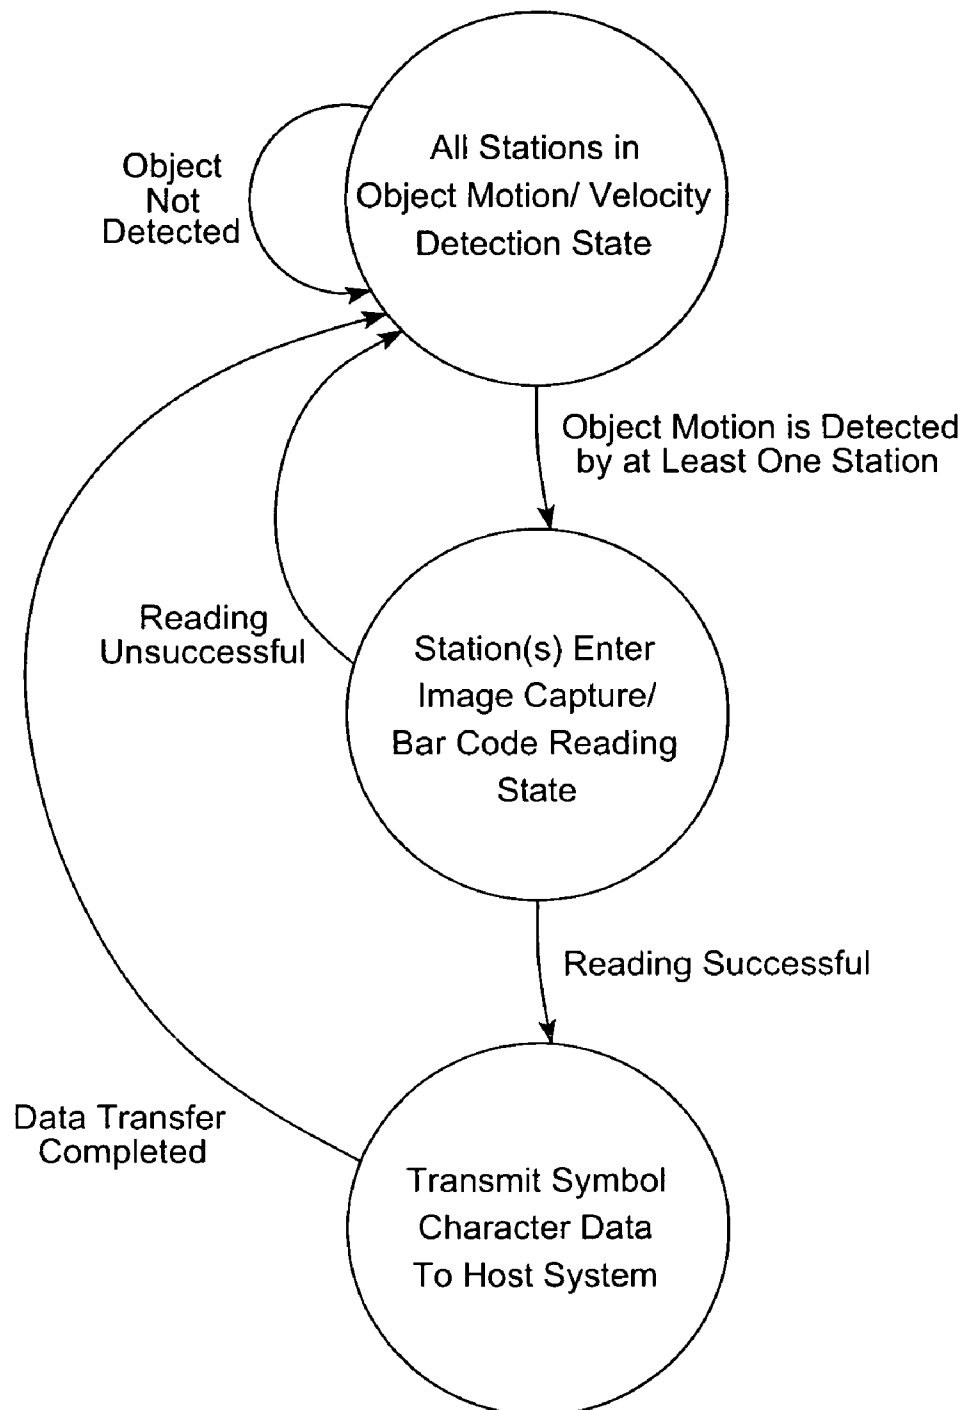 All Stations in
Object Motion/ Velocity
Detection State
Object
Not
Detected
Object Motion is Detected
by at Least One Station
Reading
Unsuccessful
Station(s) Enter
Image Capture/
Bar Code Reading
State
Reading Successful
Data Transfer
Completed
Transmit Symbol
Character Data
To Host System